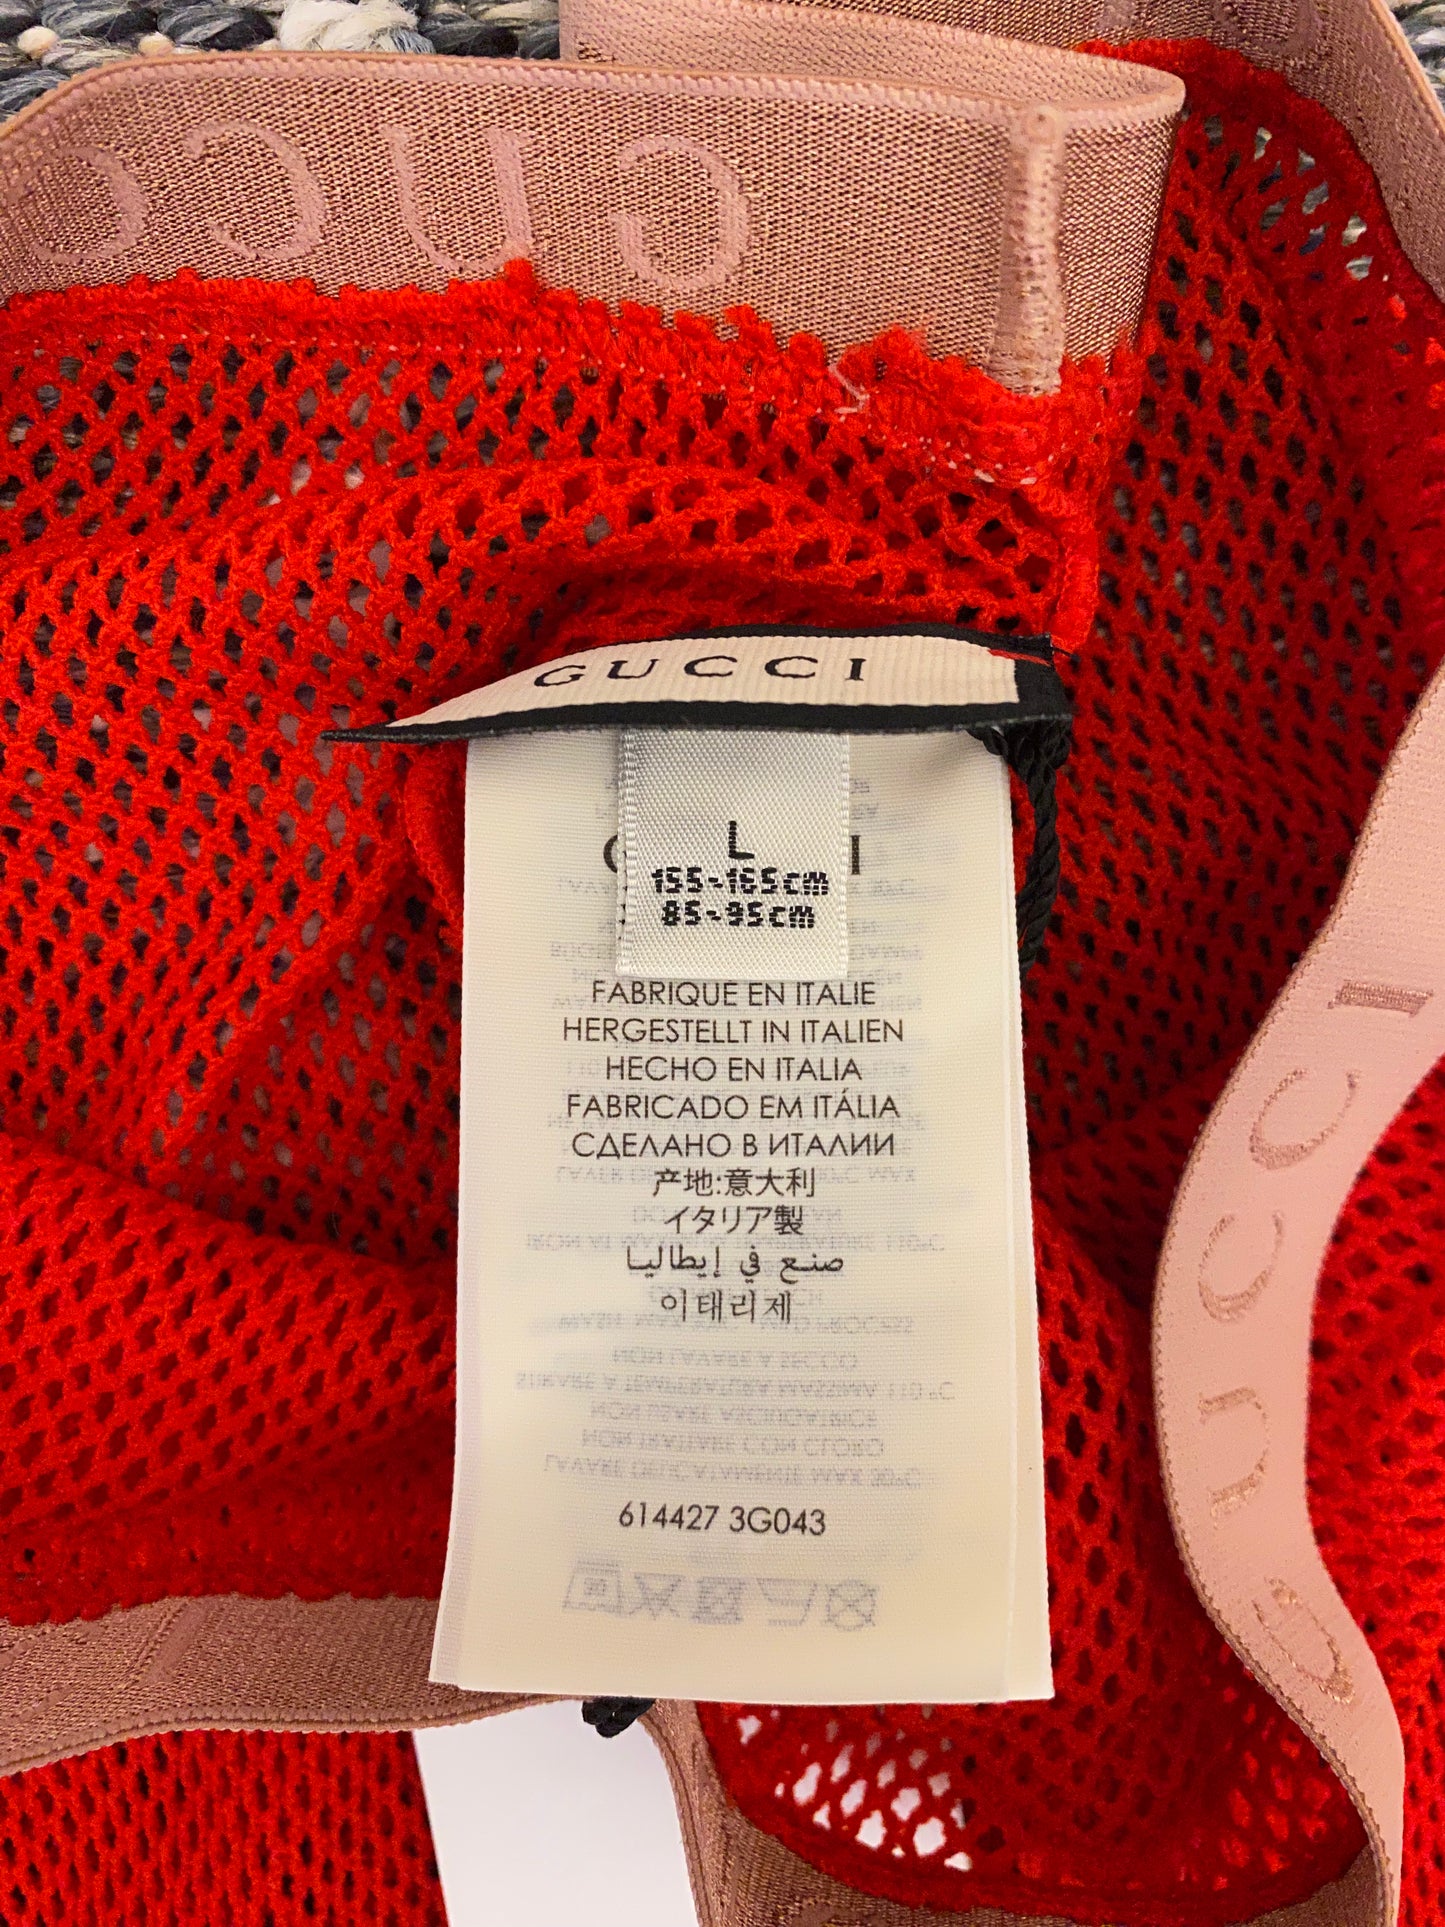 GUCC
GUCCI
L
155-165cm
85-95cm
FABRIQUE EN ITALIE
HERGESTELLT IN ITALIEN
HECHO EN ITALIA
FABRICADO EM ITÁLIA
СДЕЛАНО В ИТАЛИИ
产地:意大利
イタリア製
صنع في إيطاليا
이태리제
614427 3G043
GUCCI
G